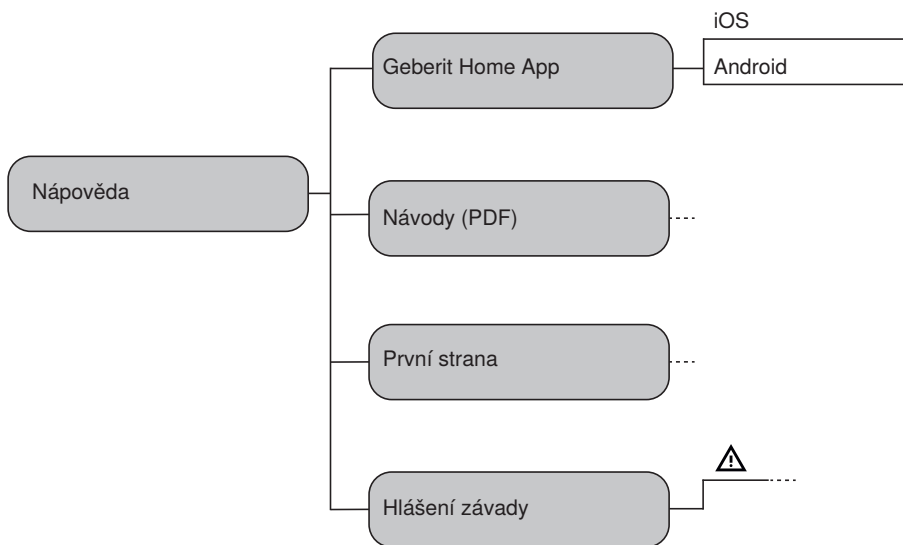 iOS
Geberit Home App
Android
Nápověda
Návody (PDF)
První strana
Hlášení závady